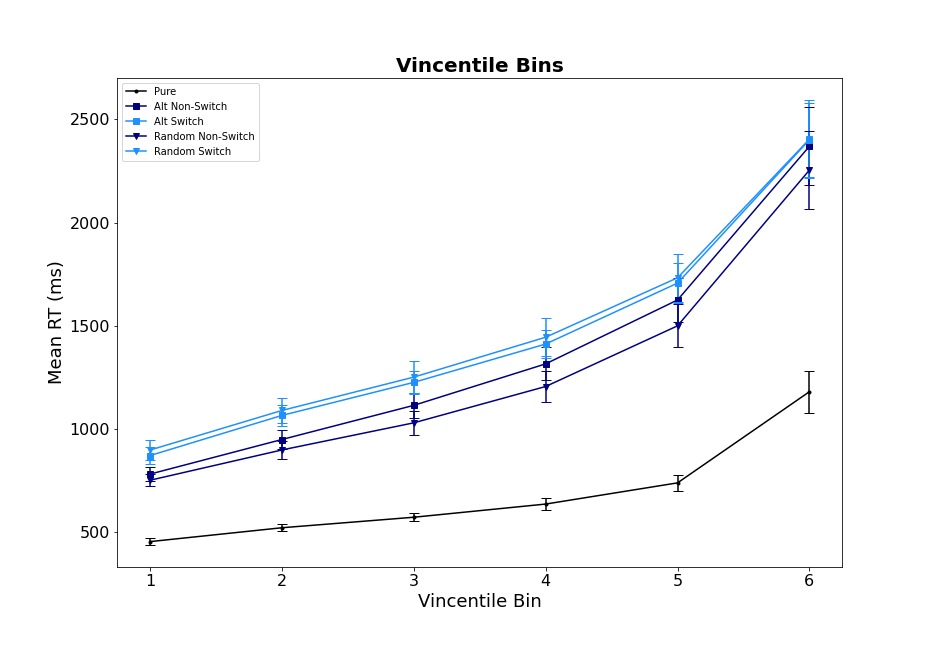 Vincentile Bins
Pure
Alt Non-Switch
Alt Switch
Random Non-Switch
Random Switch
2500
2000
1500
1000
500
Mean RT (ms)
1 2 3 4 5 6
Vincentile Bin